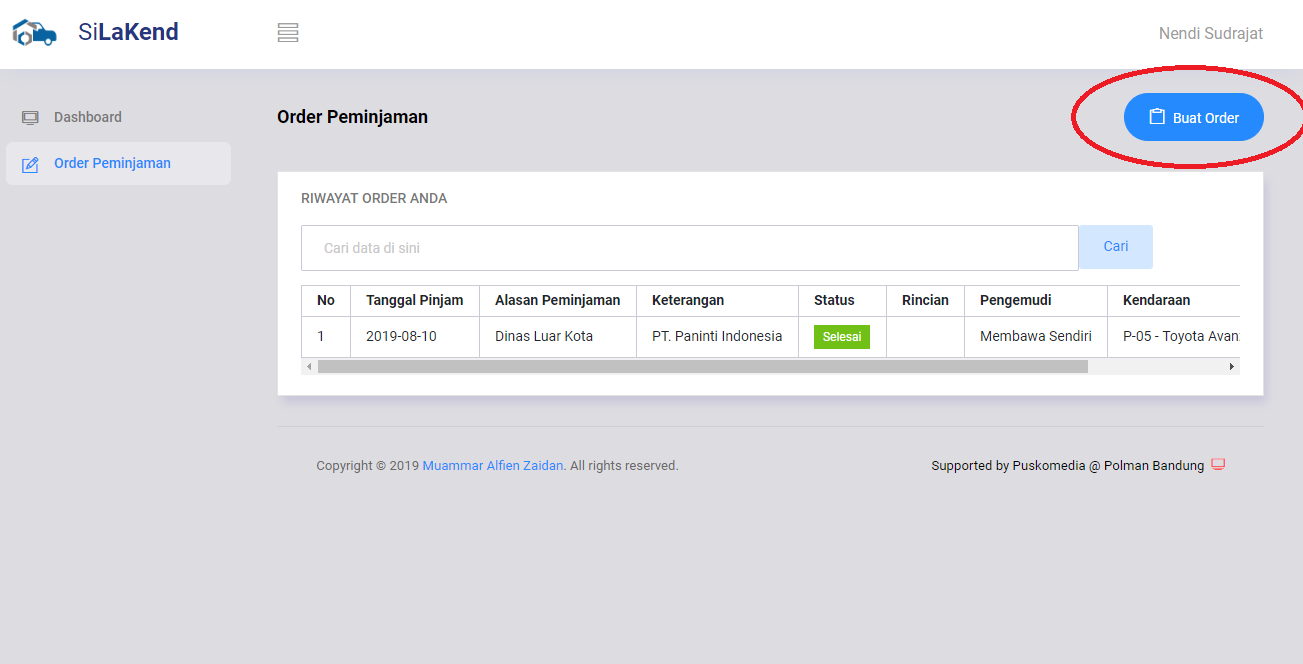 SiLaKend
Nendi Sudrajat
Dashboard
Order Peminjaman
Order Peminjaman
Buat Order
RIWAYAT ORDER ANDA
Cari data di sini
Cari
No Tanggal Pinjam Alasan Peminjaman Keterangan Status Rincian Pengemudi Kendaraan
1 2019-08-10 Dinas Luar Kota PT. Paninti Indonesia Selesai Membawa Sendiri P-05 - Toyota Avan
Copyright © 2019 Muammar Alfien Zaidan. All rights reserved.
Supported by Puskomedia @ Polman Bandung